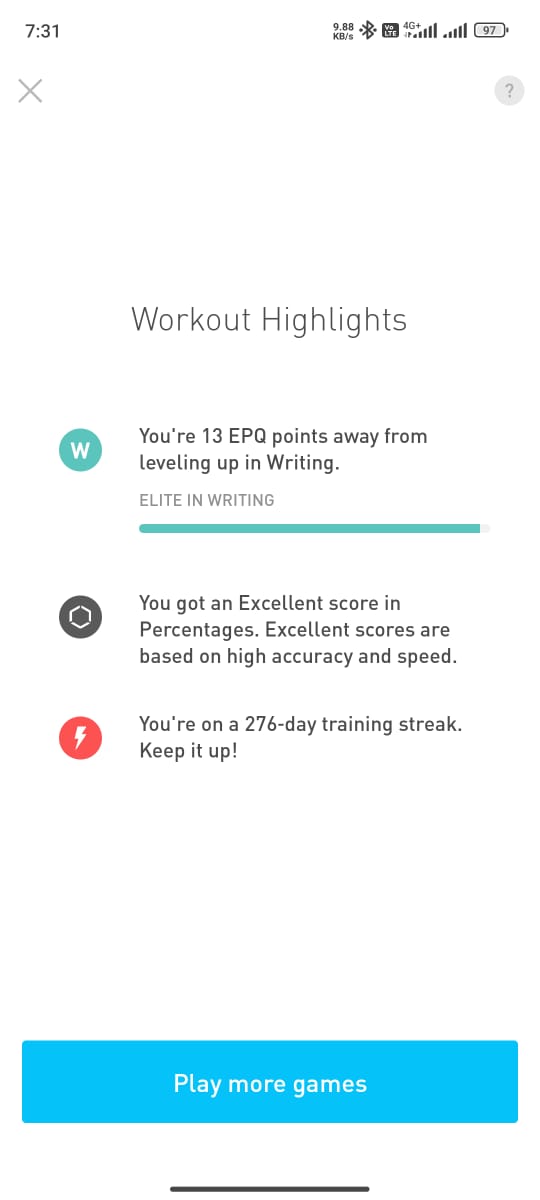 7:31
9.88
KB/s
Vo
LTE
4G+
97
?
Workout Highlights
W
You're 13 EPQ points away from
leveling up in Writing.
ELITE IN WRITING
You got an Excellent score in
Percentages. Excellent scores are
based on high accuracy and speed.
You're on a 276-day training streak.
Keep it up!
Play more games